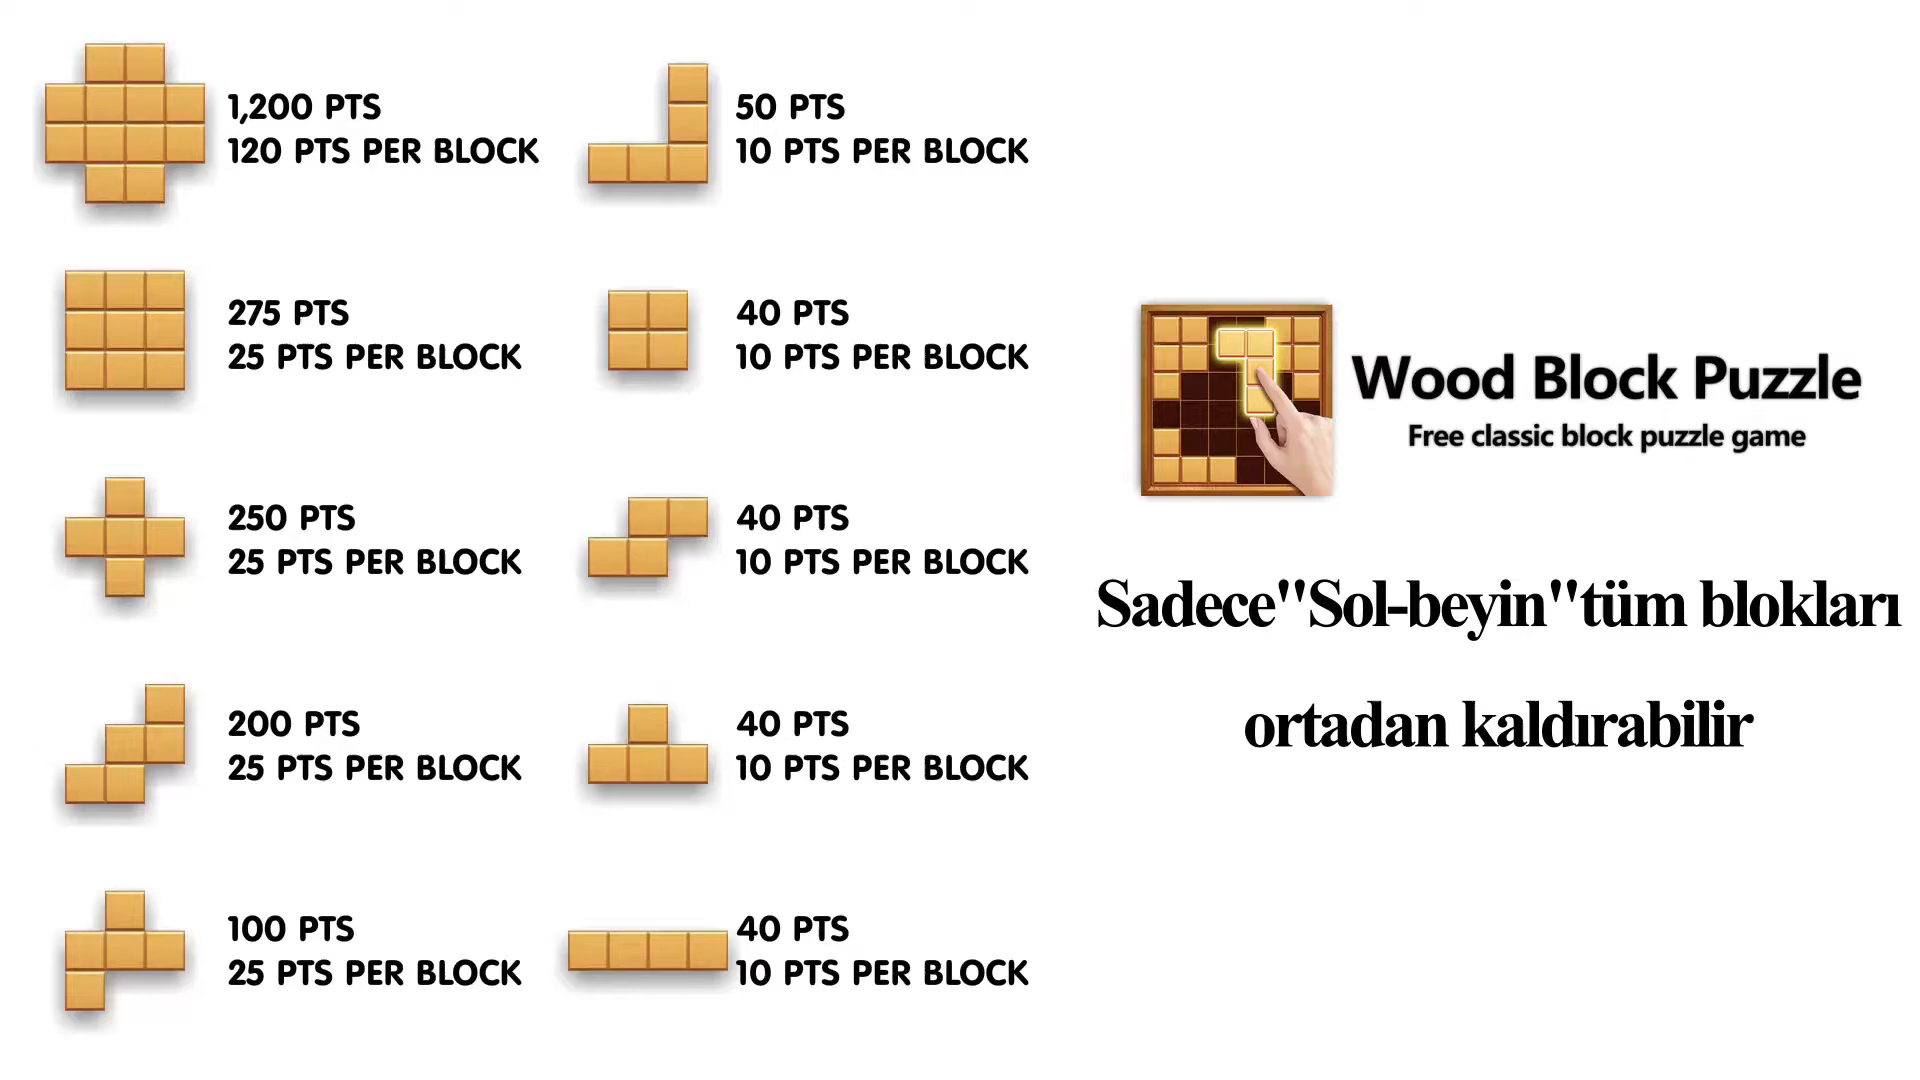 1,200 PTS
120 PTS PER BLOCK
275 PTS
25 PTS PER BLOCK
250 PTS
25 PTS PER BLOCK
200 PTS
25 PTS PER BLOCK
100 PTS
25 PTS PER BLOCK
50 PTS
10 PTS PER BLOCK
40 PTS
10 PTS PER BLOCK
40 PTS
10 PTS PER BLOCK
40 PTS
10 PTS PER BLOCK
40 PTS
10 PTS PER BLOCK
Wood Block Puzzle
Free classic block puzzle game
Sadece"Sol-beyin"tüm blokları
ortadan kaldırabilir